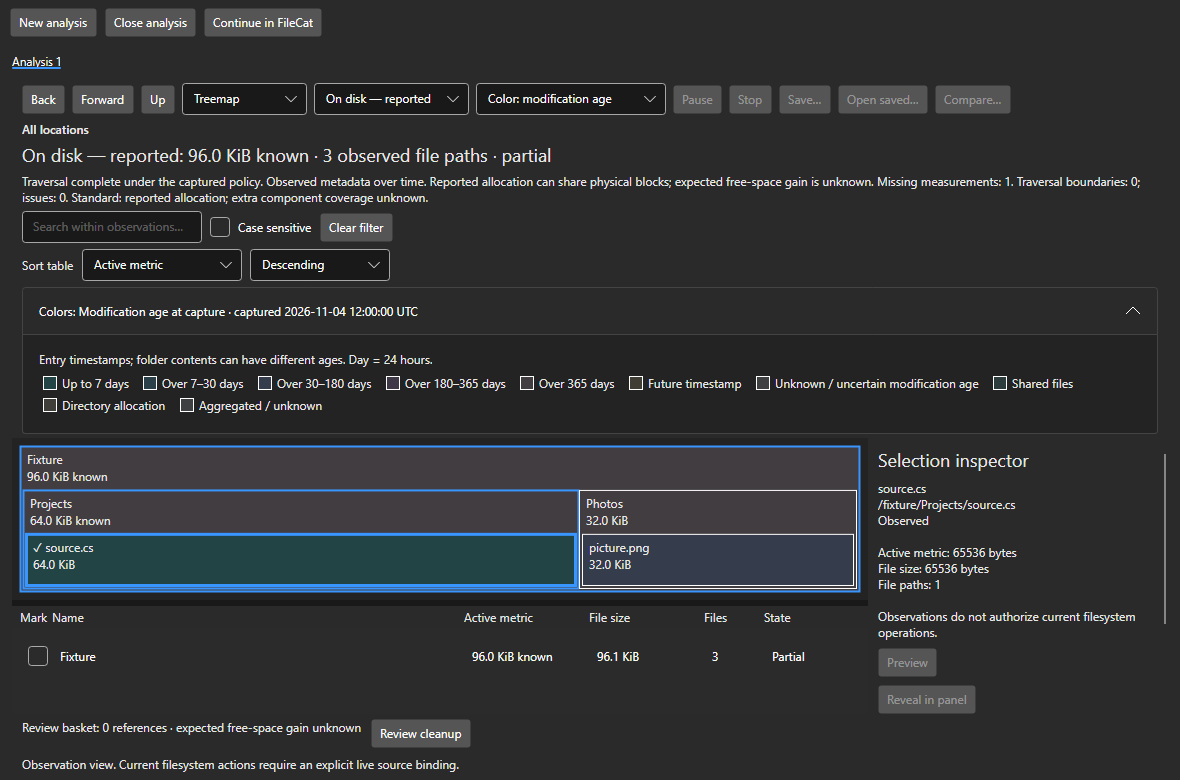 New analysis Close analysis Continue in FileCat
Analysis 1
Back Forward Up Treemap On disk — reported Color: modification age Pause Stop Save... Open saved... Compare...
All locations
On disk — reported: 96.0 KiB known · 3 observed file paths · partial
Traversal complete under the captured policy. Observed metadata over time. Reported allocation can share physical blocks; expected free-space gain is unknown. Missing measurements: 1. Traversal boundaries: 0;
issues: 0. Standard: reported allocation; extra component coverage unknown.
Search within observations... Case sensitive Clear filter
Sort table Active metric Descending
Colors: Modification age at capture · captured 2026-11-04 12:00:00 UTC
Entry timestamps; folder contents can have different ages. Day = 24 hours.
Up to 7 days Over 7–30 days Over 30–180 days Over 180–365 days Over 365 days Future timestamp Unknown / uncertain modification age Shared files
Directory allocation Aggregated / unknown
Fixture
96.0 KiB known
Projects
64.0 KiB known
✓ source.cs
64.0 KiB
Photos
32.0 KiB
picture.png
32.0 KiB
Selection inspector
source.cs
/fixture/Projects/source.cs
Observed
Active metric: 65536 bytes
File size: 65536 bytes
File paths: 1
Observations do not authorize current filesystem
operations.
Preview
Reveal in panel
Mark Name Active metric File size Files State
Fixture 96.0 KiB known 96.1 KiB 3 Partial
Review basket: 0 references · expected free-space gain unknown Review cleanup
Observation view. Current filesystem actions require an explicit live source binding.